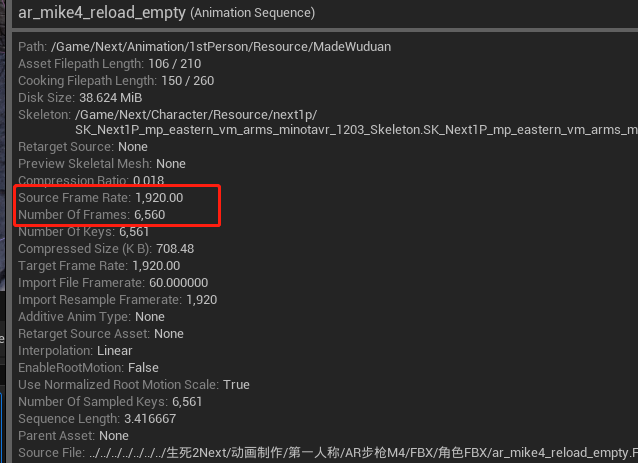 ar_mike4_reload_empty (Animation Sequence)
Path: /Game/Next/Animation/1stPerson/Resource/MadeWuduan
Asset Filepath Length: 106 / 210
Cooking Filepath Length: 150 / 260
Disk Size: 38.624 MiB
Skeleton: /Game/Next/Character/Resource/next1p/
SK_Next1P_mp_eastern_vm_arms_minotavr_1203_Skeleton.SK_Next1P_mp_eastern_vm_arms_m
Retarget Source: None
Preview Skeletal Mesh: None
Compression Ratio: 0.018
Source Frame Rate: 1,920.00
Number Of Frames: 6,560
Number Of Keys: 6,561
Compressed Size (K B): 708.48
Target Frame Rate: 1,920.00
Import File Framerate: 60.000000
Import Resample Framerate: 1,920
Additive Anim Type: None
Retarget Source Asset: None
Interpolation: Linear
EnableRootMotion: False
Use Normalized Root Motion Scale: True
Number Of Sampled Keys: 6,561
Sequence Length: 3.416667
Parent Asset: None
Source File: ../../../../../../../生死2Next/动画制作/第一人称/AR步枪M4/FBX/角色FBX/ar_mike4_reload_empty.F